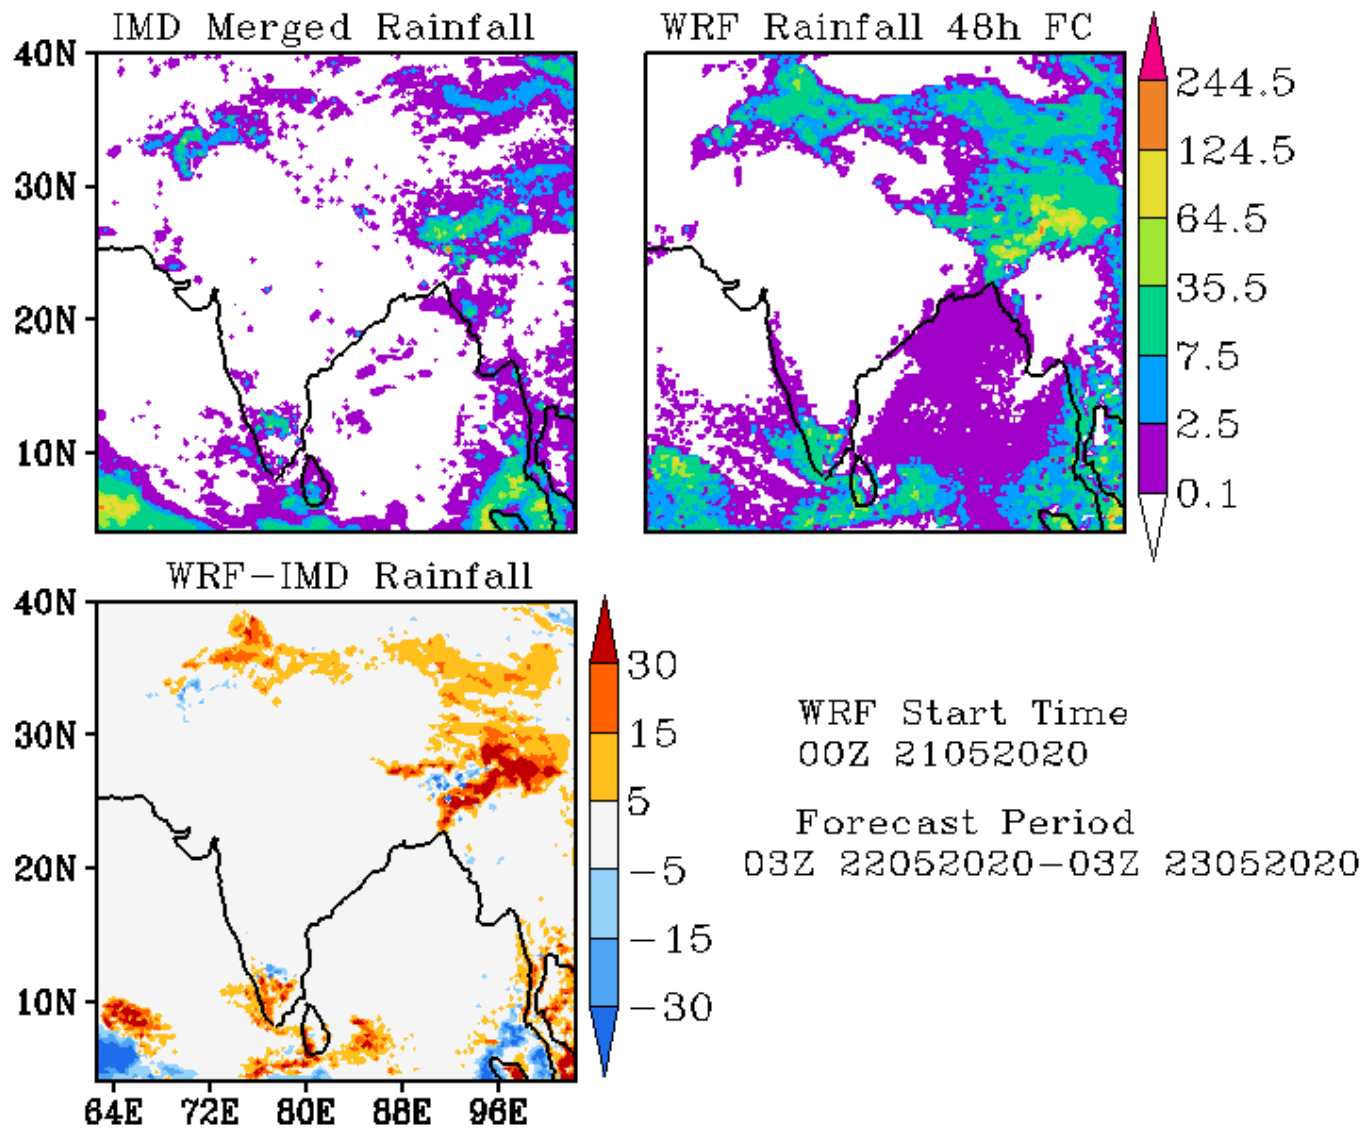 IMD Merged Rainfall
WRF Rainfall 48h FC
40N
30N
20N
10N
244.5
124.5
64.5
35.5
7.5
2.5
0.1
WRF-IMD Rainfall
40N
30N
20N
10N
64E 72E 80E 88E 96E
30
15
5
-5
-15
-30
WRF Start Time
00Z 21052020
Forecast Period
03Z 22052020-03Z 23052020